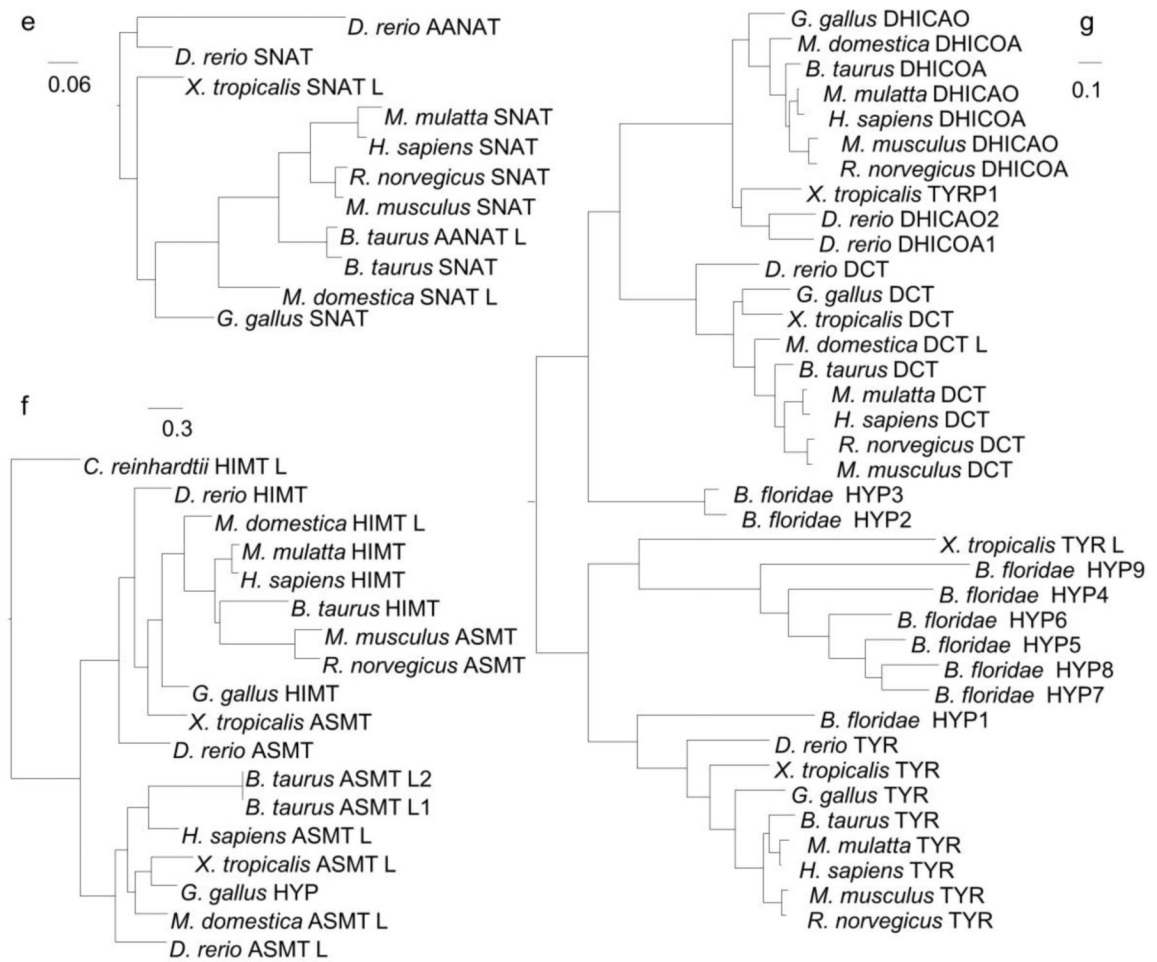 e
D. rerio AANAT
D. rerio SNAT
0.06
X. tropicalis SNAT L
M. mulatta SNAT
H. sapiens SNAT
R. norvegicus SNAT
M. musculus SNAT
B. taurus AANAT L
B. taurus SNAT
M. domestica SNAT L
G. gallus SNAT
f
0.3
C. reinhardtii HIMT L
D. rerio HIMT
M. domestica HIMT L
M. mulatta HIMT
H. sapiens HIMT
B. taurus HIMT
M. musculus ASMT
R. norvegicus ASMT
G. gallus HIMT
X. tropicalis ASMT
D. rerio ASMT
B. taurus ASMT L2
B. taurus ASMT L1
H. sapiens ASMT L
X. tropicalis ASMT L
G. gallus HYP
M. domestica ASMT L
D. rerio ASMT L
g
0.1
G. gallus DHICAO
M. domestica DHICOA
B. taurus DHICOA
M. mulatta DHICAO
H. sapiens DHICOA
M. musculus DHICAO
R. norvegicus DHICOA
X. tropicalis TYRP1
D. rerio DHICAO2
D. rerio DHICOA1
D. rerio DCT
G. gallus DCT
X. tropicalis DCT
M. domestica DCT L
B. taurus DCT
M. mulatta DCT
H. sapiens DCT
R. norvegicus DCT
M. musculus DCT
B. floridae HYP3
B. floridae HYP2
X. tropicalis TYR L
B. floridae HYP9
B. floridae HYP4
B. floridae HYP6
B. floridae HYP5
B. floridae HYP8
B. floridae HYP7
B. floridae HYP1
D. rerio TYR
X. tropicalis TYR
G. gallus TYR
B. taurus TYR
M. mulatta TYR
H. sapiens TYR
M. musculus TYR
R. norvegicus TYR